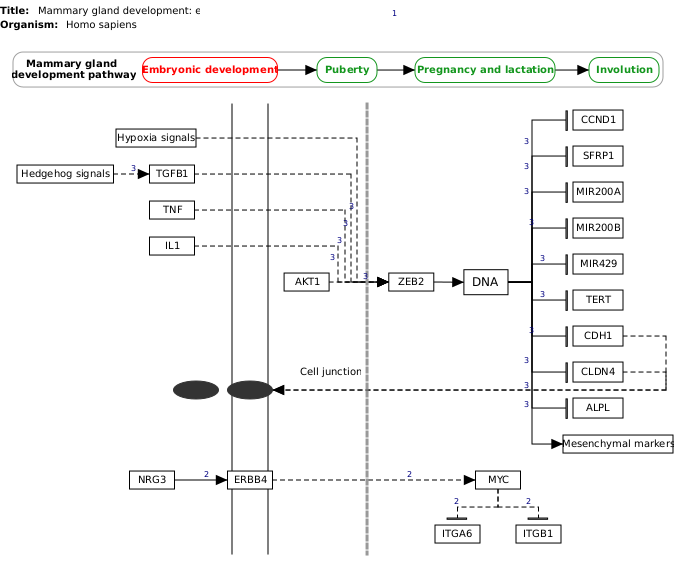 Title: Mammary gland development: e
1
Organism: Homo sapiens
Mammary gland
development pathway
Embryonic development
Puberty
Pregnancy and lactation
Involution
CCND1
Hypoxia signals
3
SFRP1
3
Hedgehog signals
3
TGFB1
3
MIR200A
TNF
3
3
3
MIR200B
IL1
3
3
3
MIR429
AKT1
3
ZEB2
DNA
3
TERT
3
CDH1
3
Cell junction
CLDN4
3
3
ALPL
Mesenchymal markers
NRG3
2
ERBB4
2
MYC
2
2
ITGA6
ITGB1